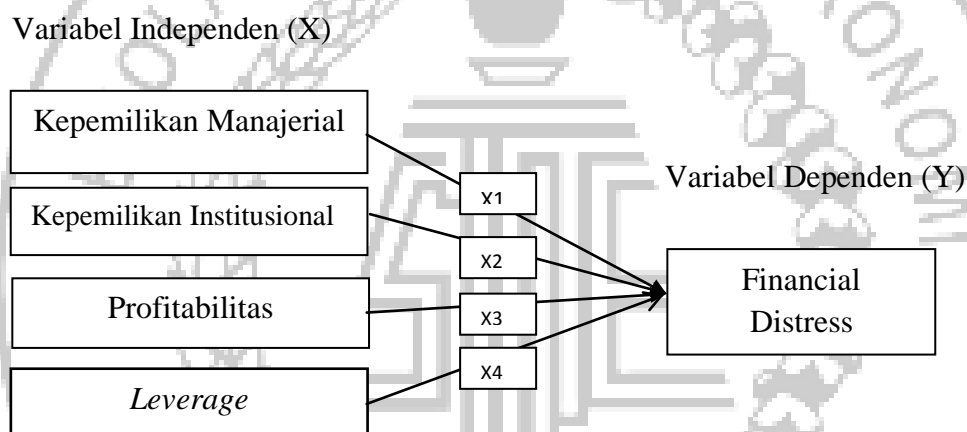 Variabel Independen (X)
Kepemilikan Manajerial
Variabel Dependen (Y)
X1
Kepemilikan Institusional
X2
Financial
Distress
Profitabilitas
X3
X4
Leverage